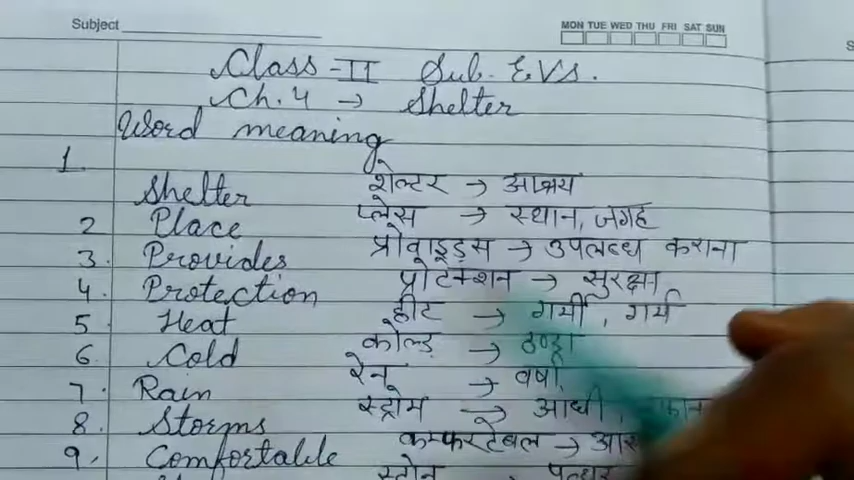 Subject
MON TUE WED THU FRI SAT SUN
Class - II Sub. E.V.S.
Ch. 4 → Shelter
Word meaning
1. Shelter शेल्टर → आश्रय
2 Place प्लेस → स्थान, जगह
3. Provides प्रोवाइड्स → उपलब्ध कराना
4. Protection प्रोटेक्शन → सुरक्षा
5 Heat हीट → गर्मी, गर्म
6. Cold कोल्ड → ठण्डा
7. Rain रेन → वर्षा
8. Storms स्ट्रोम → आंधी,
9. Comfortable कम्फरटेबल →
स्टोन पत्थर